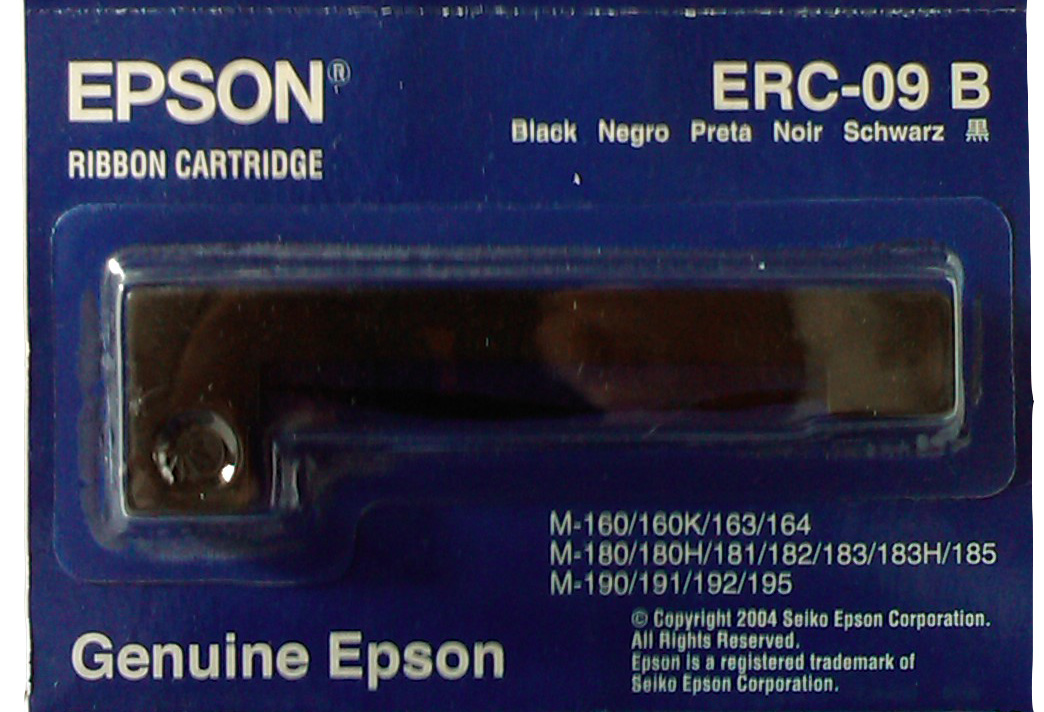 EPSON®
RIBBON CARTRIDGE
ERC-09 B
Black Negro Preta Noir Schwarz 黒
M-160/160K/163/164
M-180/180H/181/182/183/183H/185
M-190/191/192/195
Genuine Epson
© Copyright 2004 Seiko Epson Corporation.
All Rights Reserved.
Epson is a registered trademark of
Seiko Epson Corporation.